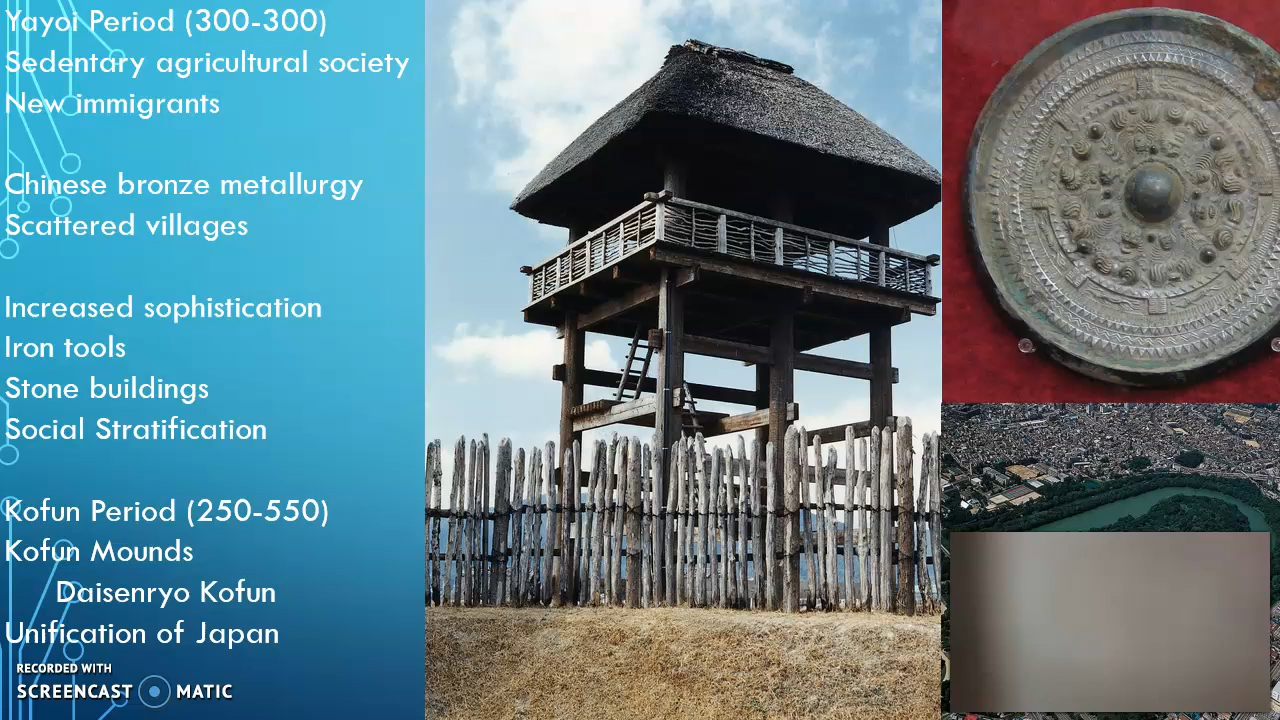 Yayoi Period (300-300)
Sedentary agricultural society
New immigrants
Chinese bronze metallurgy
Scattered villages
Increased sophistication
Iron tools
Stone buildings
Social Stratification
Kofun Period (250-550)
Kofun Mounds
Daisenryo Kofun
Unification of Japan
RECORDED WITH
SCREENCAST MATIC